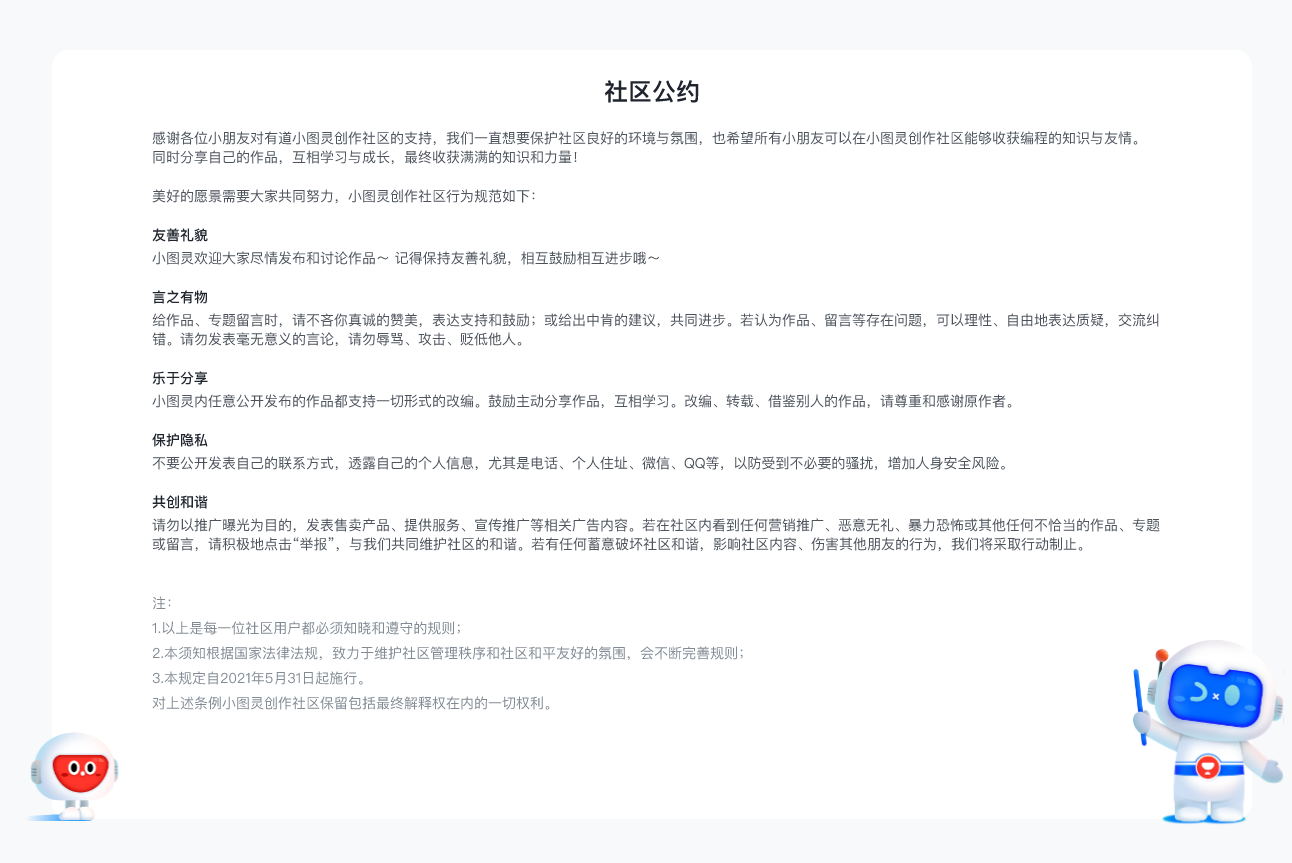 社区公约
感谢各位小朋友对有道小图灵创作社区的支持，我们一直想要保护社区良好的环境与氛围，也希望所有小朋友可以在小图灵创作社区能够收获编程的知识与友情。
同时分享自己的作品，互相学习与成长，最终收获满满的知识和力量！
美好的愿景需要大家共同努力，小图灵创作社区行为规范如下：
友善礼貌
小图灵欢迎大家尽情发布和讨论作品～ 记得保持友善礼貌，相互鼓励相互进步哦～
言之有物
给作品、专题留言时，请不吝你真诚的赞美，表达支持和鼓励；或给出中肯的建议，共同进步。若认为作品、留言等存在问题，可以理性、自由地表达质疑，交流纠
错。请勿发表毫无意义的言论，请勿辱骂、攻击、贬低他人。
乐于分享
小图灵内任意公开发布的作品都支持一切形式的改编。鼓励主动分享作品，互相学习。改编、转载、借鉴别人的作品，请尊重和感谢原作者。
保护隐私
不要公开发表自己的联系方式，透露自己的个人信息，尤其是电话、个人住址、微信、QQ等，以防受到不必要的骚扰，增加人身安全风险。
共创和谐
请勿以推广曝光为目的，发表售卖产品、提供服务、宣传推广等相关广告内容。若在社区内看到任何营销推广、恶意无礼、暴力恐怖或其他任何不恰当的作品、专题
或留言，请积极地点击“举报”，与我们共同维护社区的和谐。若有任何蓄意破坏社区和谐，影响社区内容、伤害其他朋友的行为，我们将采取行动制止。
注：
1.以上是每一位社区用户都必须知晓和遵守的规则；
2.本须知根据国家法律法规，致力于维护社区管理秩序和社区和平友好的氛围，会不断完善规则；
3.本规定自2021年5月31日起施行。
对上述条例小图灵创作社区保留包括最终解释权在内的一切权利。